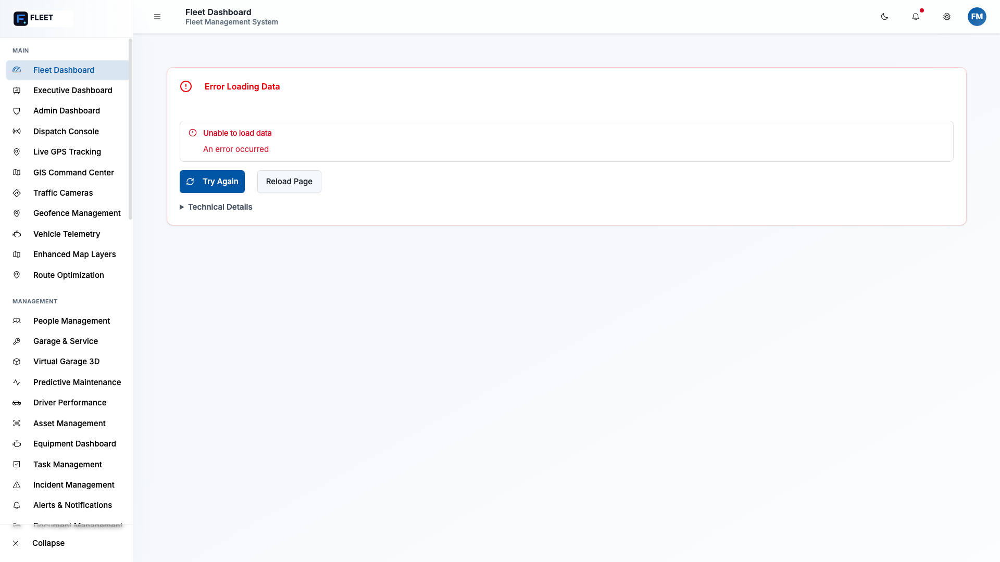 FLEET
MAIN
Fleet Dashboard
Executive Dashboard
Admin Dashboard
Dispatch Console
Live GPS Tracking
GIS Command Center
Traffic Cameras
Geofence Management
Vehicle Telemetry
Enhanced Map Layers
Route Optimization
MANAGEMENT
People Management
Garage & Service
Virtual Garage 3D
Predictive Maintenance
Driver Performance
Asset Management
Equipment Dashboard
Task Management
Incident Management
Alerts & Notifications
Document Management
Collapse
Fleet Dashboard
Fleet Management System
FM
Error Loading Data
Unable to load data
An error occurred
Try Again
Reload Page
Technical Details